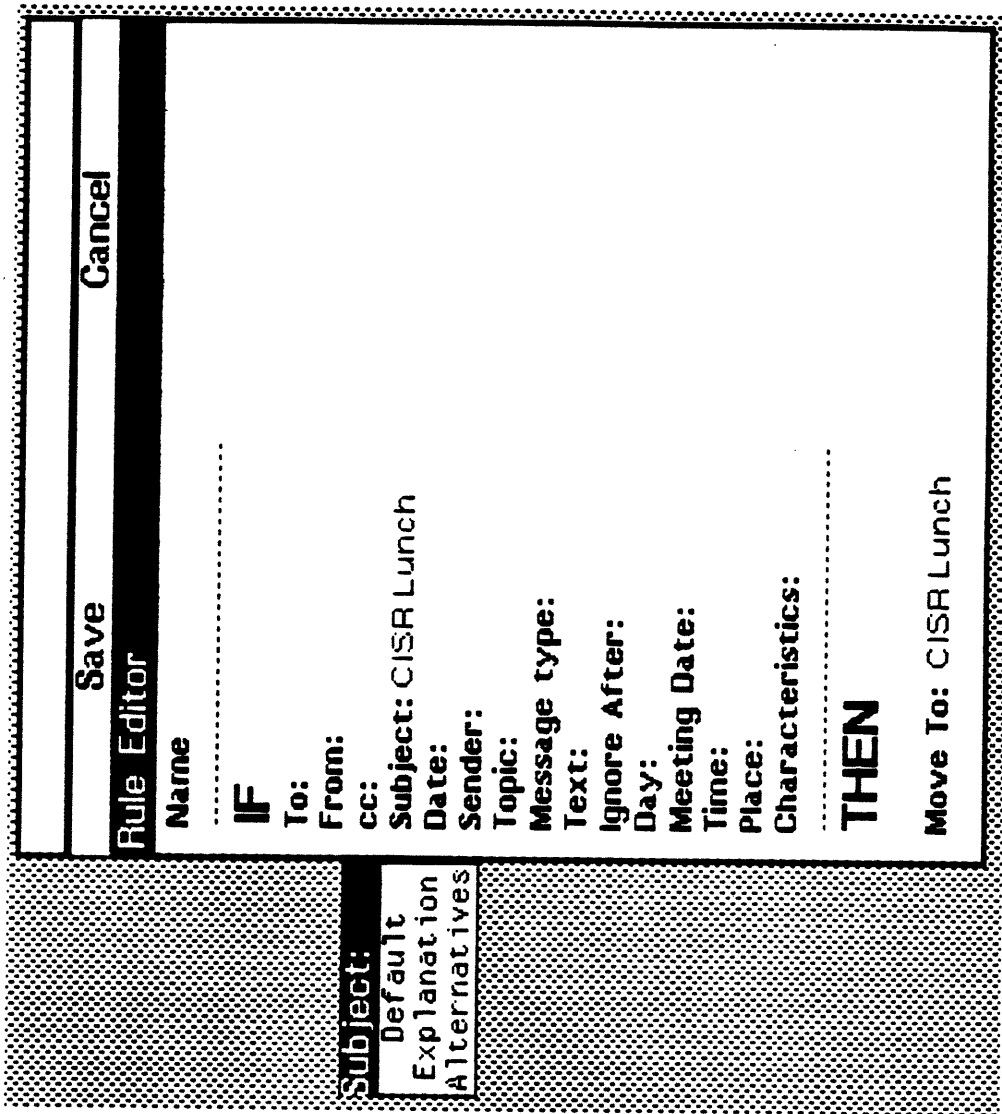 Save Cancel
Rule Editor
Name
IF
To:
From:
cc:
Subject: CISR Lunch
Date:
Sender:
Topic:
Message type:
Text:
Ignore After:
Day:
Meeting Date:
Time:
Place:
Characteristics:
THEN
Move To: CISR Lunch
Subject:
Default
Explanation
Alternatives